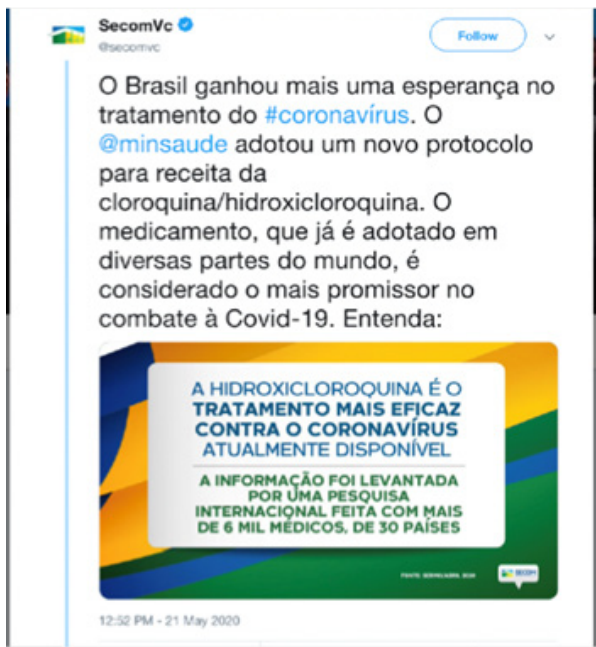 SecomVc
@secomvc
Follow
O Brasil ganhou mais uma esperança no
tratamento do #coronavírus. O
@minsaude adotou um novo protocolo
para receita da
cloroquina/hidroxicloroquina. O
medicamento, que já é adotado em
diversas partes do mundo, é
considerado o mais promissor no
combate à Covid-19. Entenda:
A HIDROXICLOROQUINA É O
TRATAMENTO MAIS EFICAZ
CONTRA O CORONAVÍRUS
ATUALMENTE DISPONÍVEL
A INFORMAÇÃO FOI LEVANTADA
POR UMA PESQUISA
INTERNACIONAL FEITA COM MAIS
DE 6 MIL MÉDICOS, DE 30 PAÍSES
SECOM
12:52 PM - 21 May 2020